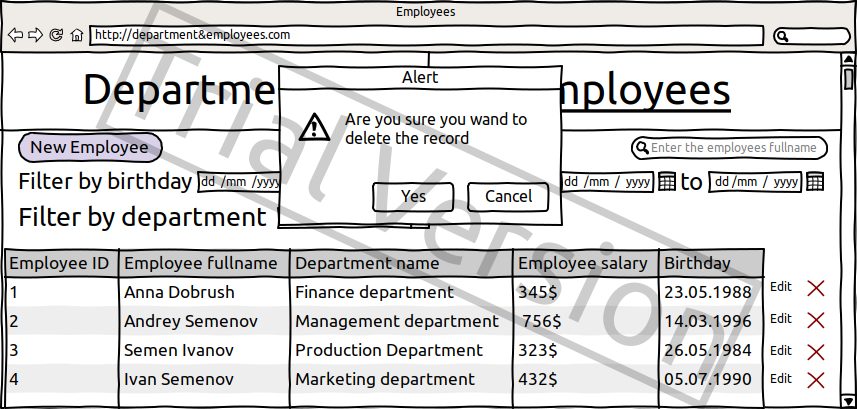 Employees
http://department&employees.com
Departme
mployees
Alert
Are you sure you wand to
delete the record
Yes
Cancel
New Employee
Enter the employees fullname
Filter by birthday dd /mm /yyyy
dd /mm / yyyy to dd /mm / yyyy
Filter by department
Employee ID Employee fullname Department name Employee salary Birthday
1 Anna Dobrush Finance department 345$ 23.05.1988 Edit
2 Andrey Semenov Management department 756$ 14.03.1996 Edit
3 Semen Ivanov Production Department 323$ 26.05.1984 Edit
4 Ivan Semenov Marketing department 432$ 05.07.1990 Edit
Trial Version